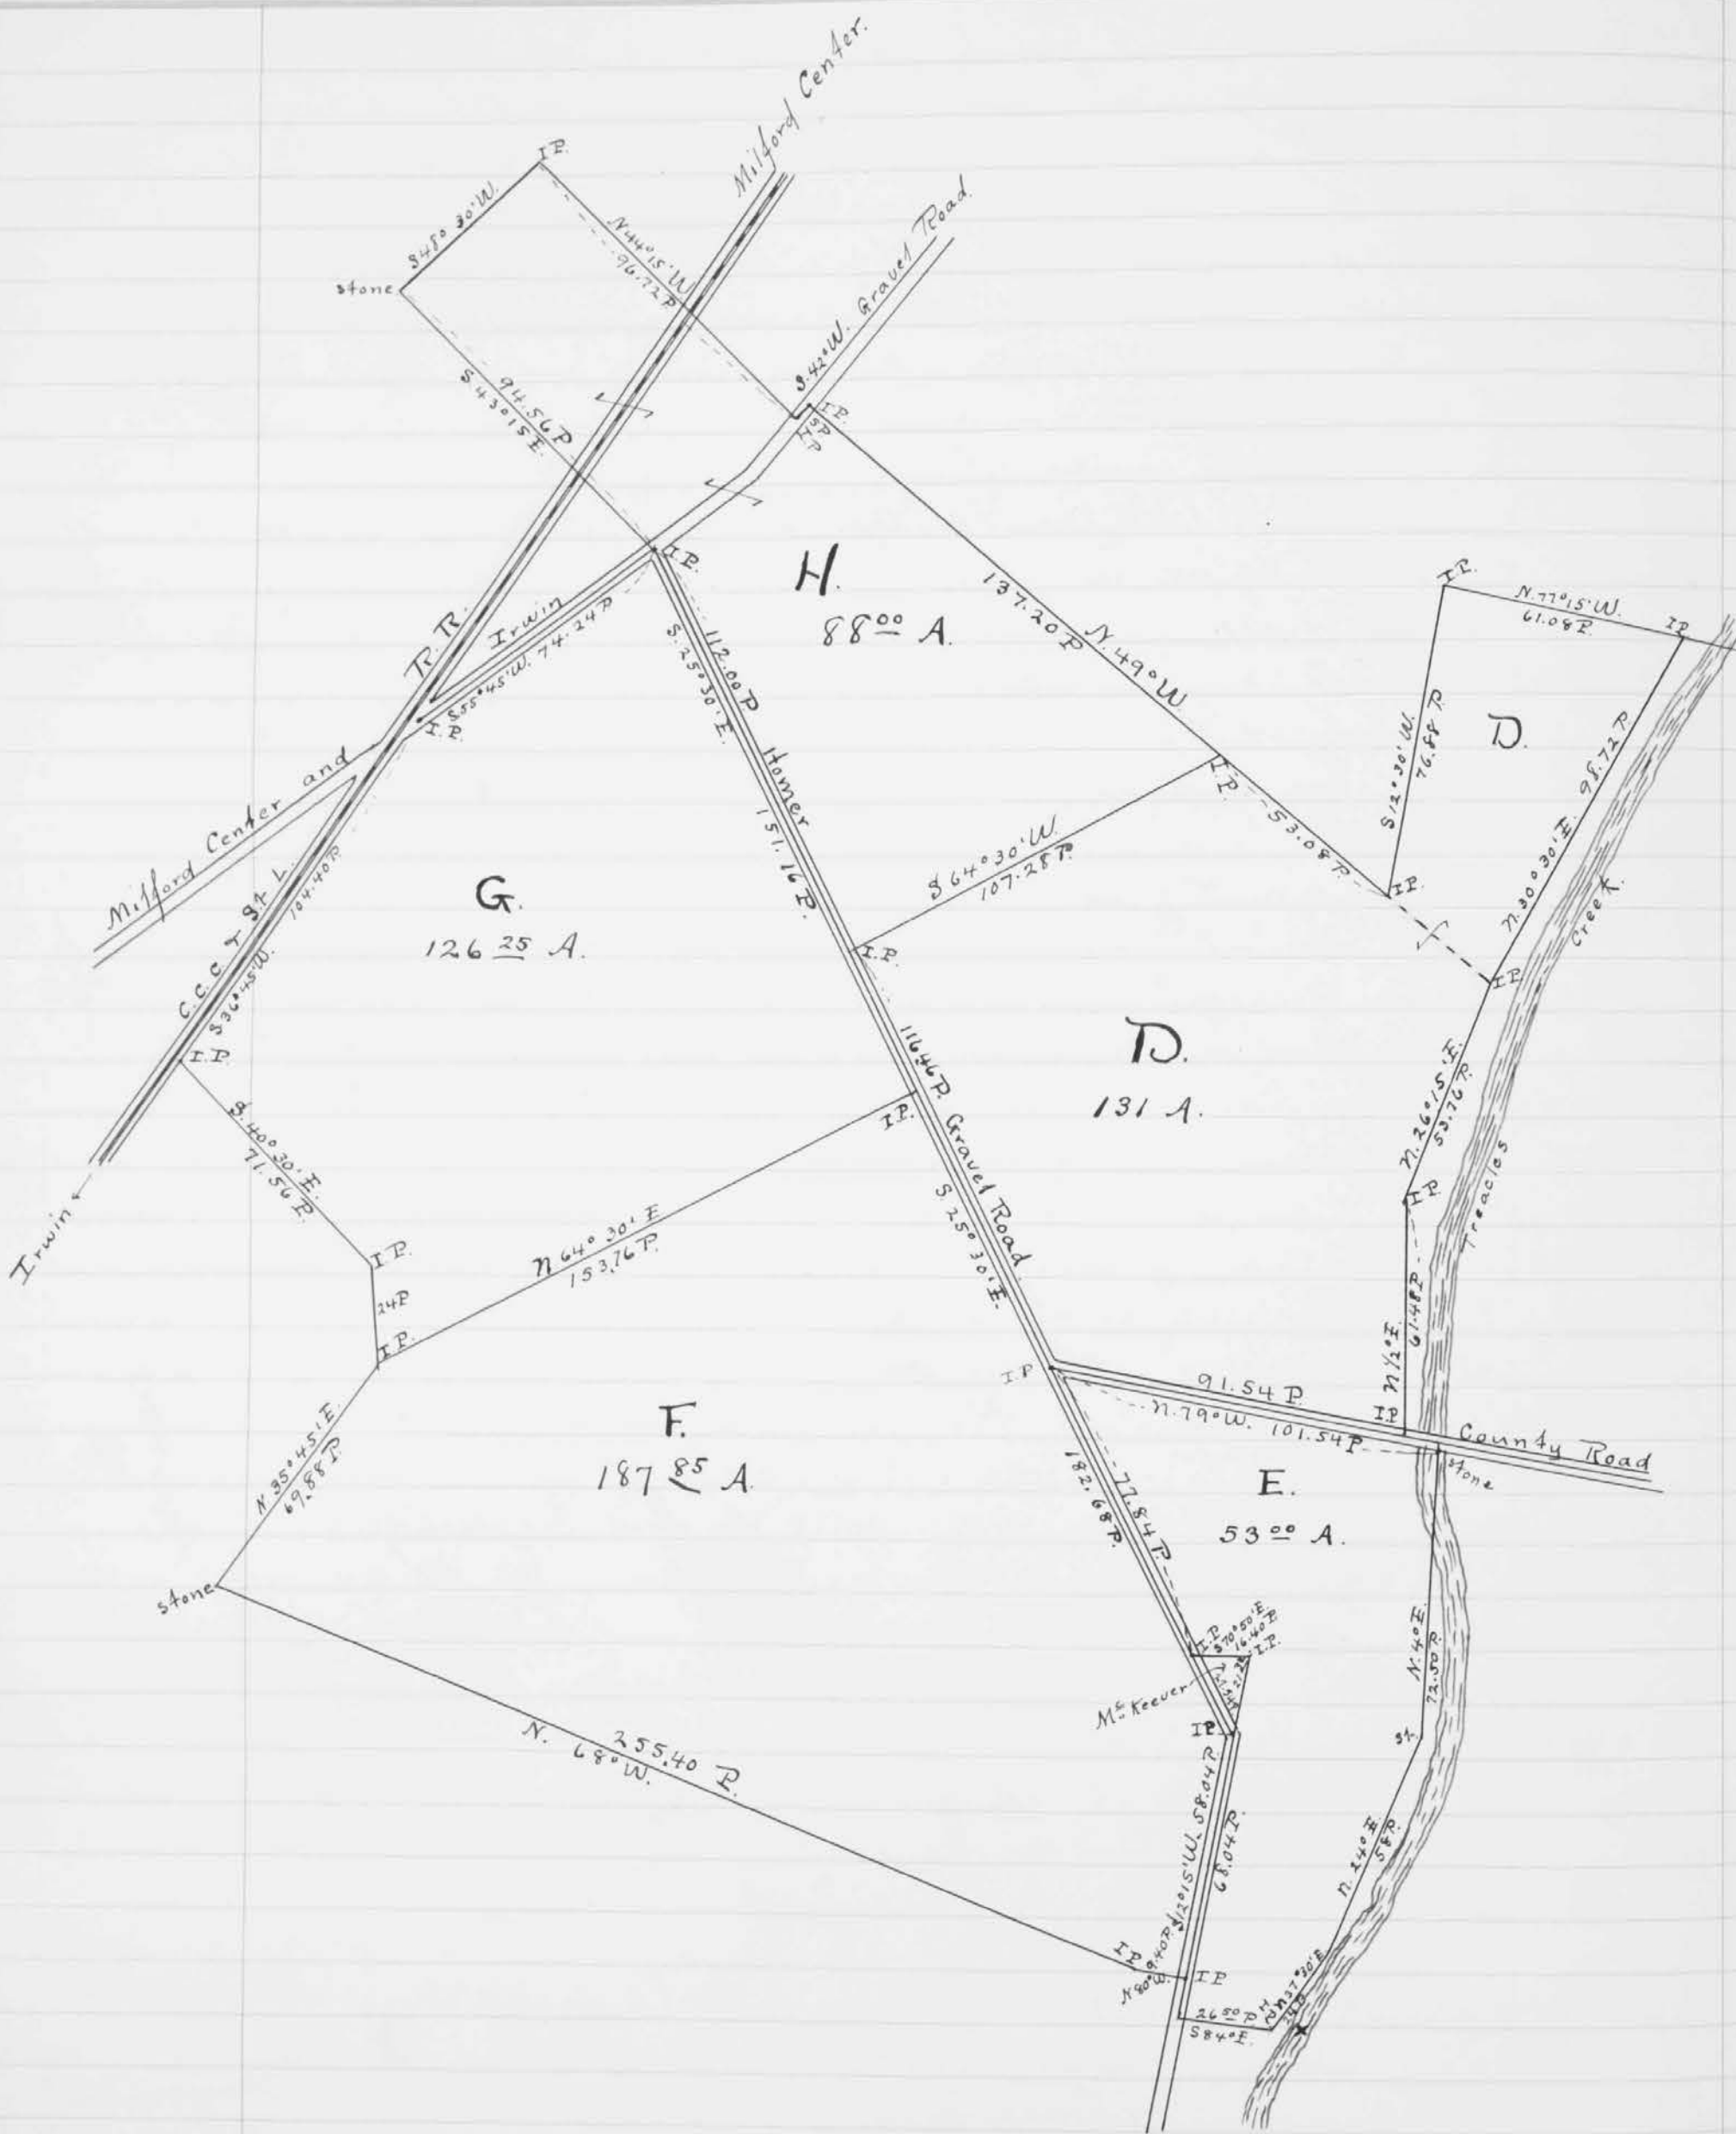 Milford Center.
I.P.
S48° 30' W.
N44° 15' W
96.72 P
stone
S. 42° W. Gravel Road.
94.56 P
S. 43° 15 E.
I.P.
I.P.
H.
88 00 A.
137.20 P
N. 49° W.
I.P.
N. 77° 15' W.
61.08 P.
I.P.
R. R.
Irwin
S 55° 45' W. 74.24 P
I.P.
112.00 P
S. 25° 30' E.
Homer
151.16 P.
D.
S 12° 30' W.
76.88 P.
98.72 P.
N. 30° 30' E.
I.P.
53.08 P.
I.P.
Milford Center and
C. C. & St. L.
104.40 P
S 36° 45' W.
G.
126 25 A.
S 64° 30' W.
107.28 P.
I.P.
I.P.
Creek.
I.P.
D.
131 A.
116.46 P.
I.P.
Gravel Road
S. 25° 30' E.
N. 26° 15' E.
53.76 P.
I.P.
Treacles
Irwin
S. 40° 30' E.
71.56 P.
I.P.
24 P
I.P.
N 64° 30' E
153.76 P.
N ½° E.
61.48 P
I.P
91.54 P.
N. 79° W. 101.54 P
I.P
County Road
stone
F.
187 85 A.
N. 35° 45' E.
69.88 P.
182.68 P.
77.84 P.
E.
53 00 A.
stone
I.P.
S 70° 50' E.
16.40 P
I.P.
McKeever
I.P.
N. 4° E.
72.50 P.
st.
N. 255.40 P.
68° W.
S 12° 15' W. 58.04 P.
68.04 P.
N. 24° E.
58 P.
I.P.
N 80° W. 9.40 P.
I P
26 50 P.
S 84° E.
N 37° 30' E